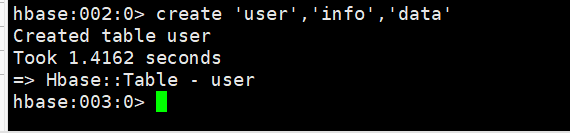 hbase:002:0> create 'user','info','data'
Created table user
Took 1.4162 seconds
=> Hbase::Table - user
hbase:003:0>